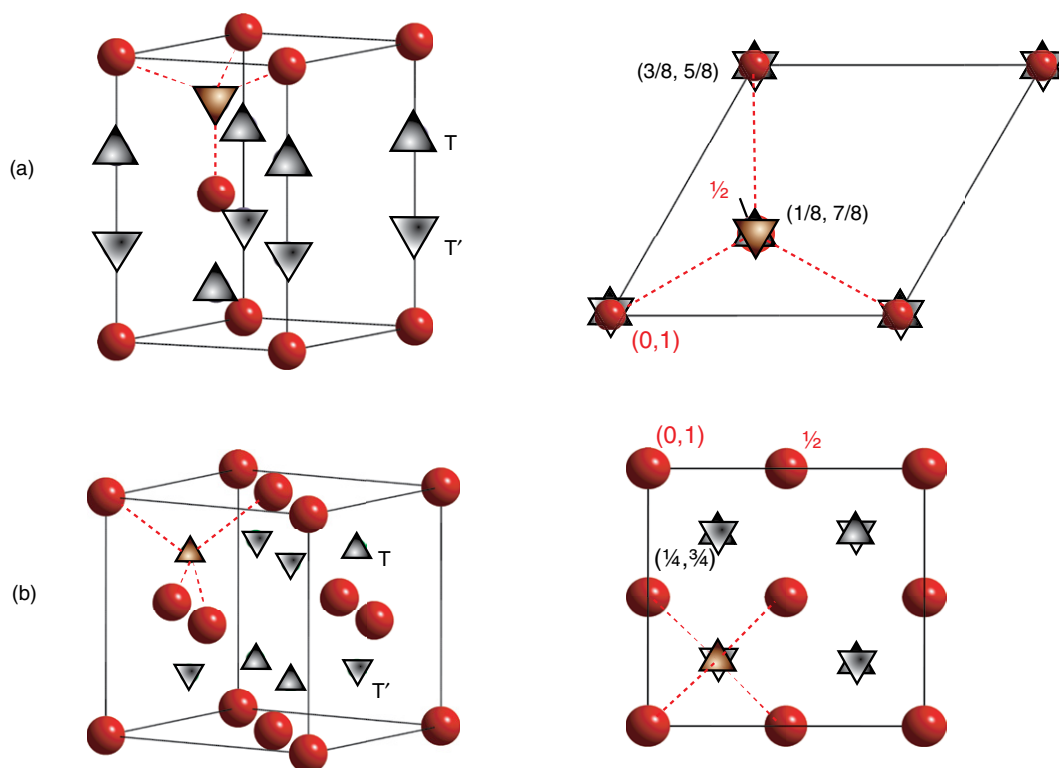 (3/8, 5/8)
T
(a)
½
(1/8, 7/8)
T′
(0,1)
(0,1)
½
T
(¼,¾)
(b)
T′